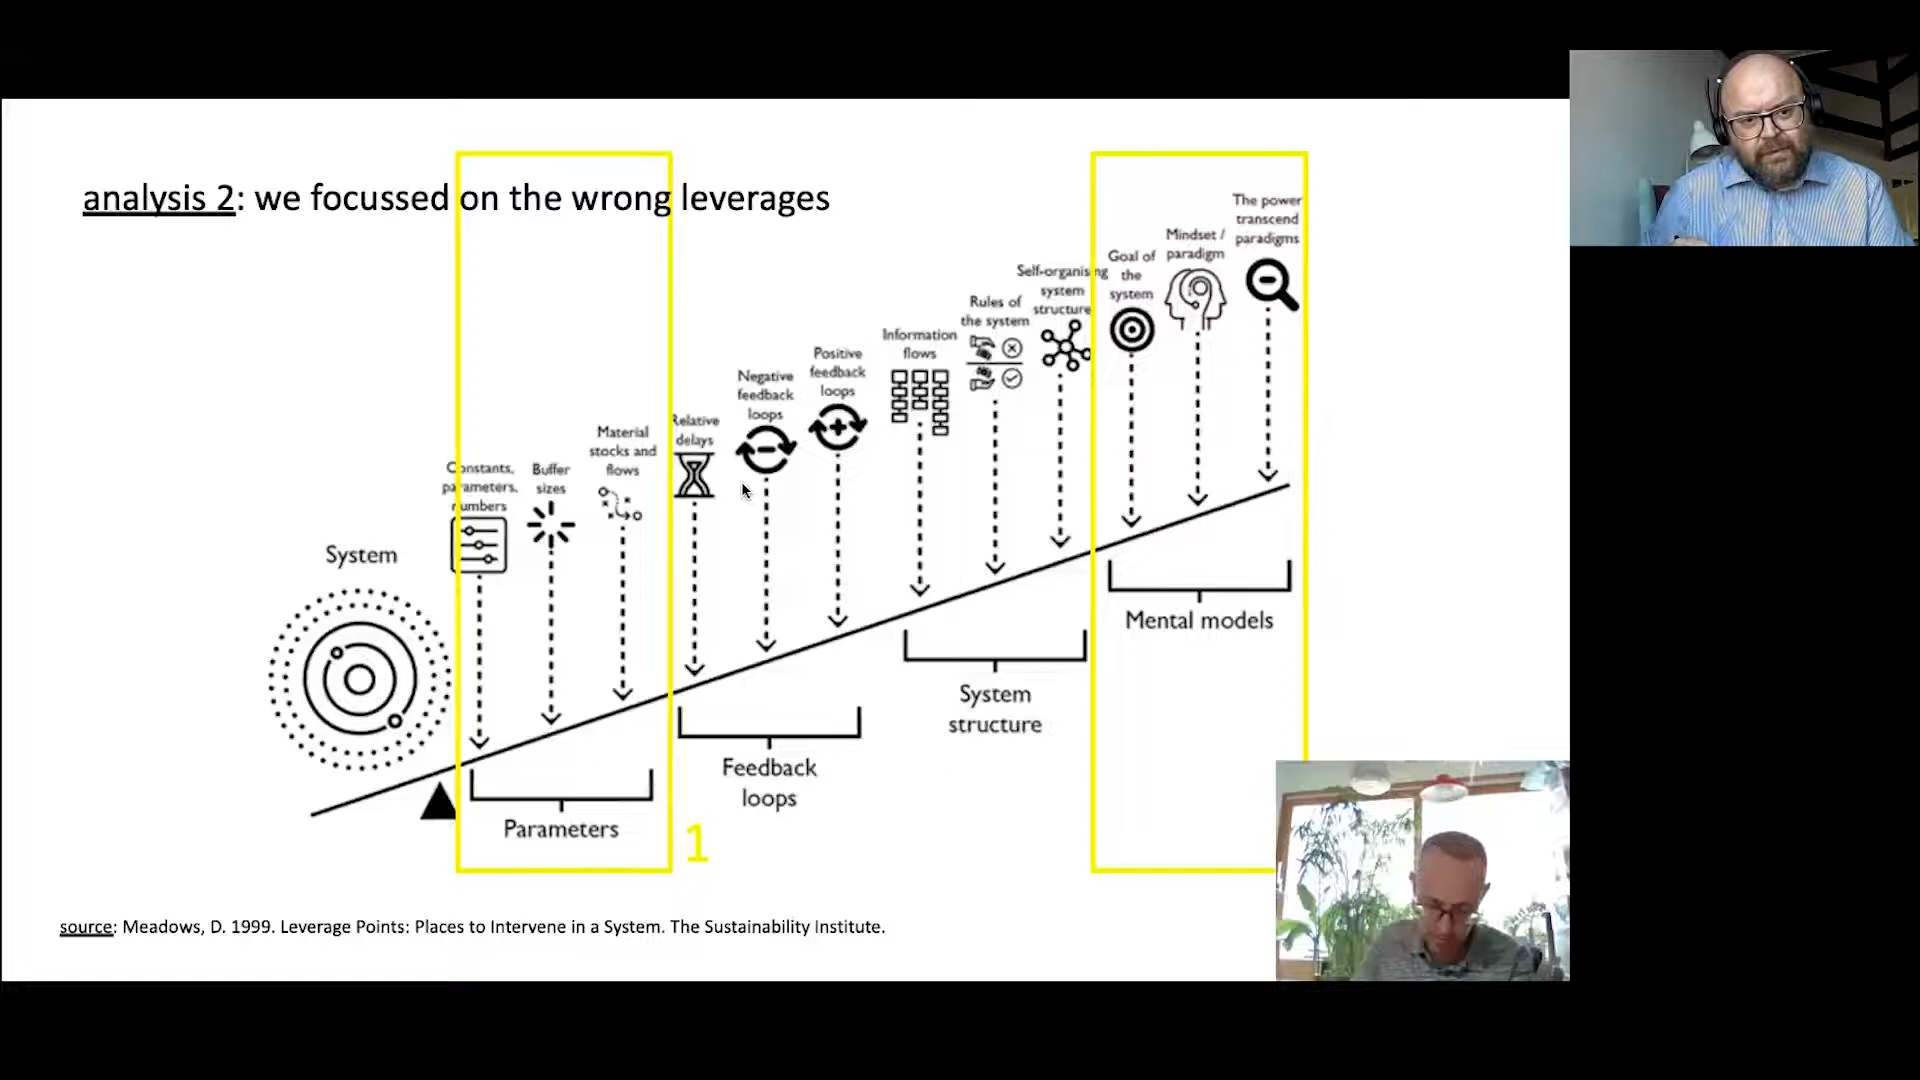 analysis 2: we focussed on the wrong leverages
The power
transcend
paradigms
Mindset /
paradigm
Goal of
the
system
Self-organising
system
structure
Rules of
the system
Information
flows
Positive
feedback
loops
Negative
feedback
loops
Relative
delays
Material
stocks and
flows
Buffer
sizes
Constants,
parameters,
numbers
System
Mental models
System
structure
Feedback
loops
Parameters
1
source: Meadows, D. 1999. Leverage Points: Places to Intervene in a System. The Sustainability Institute.